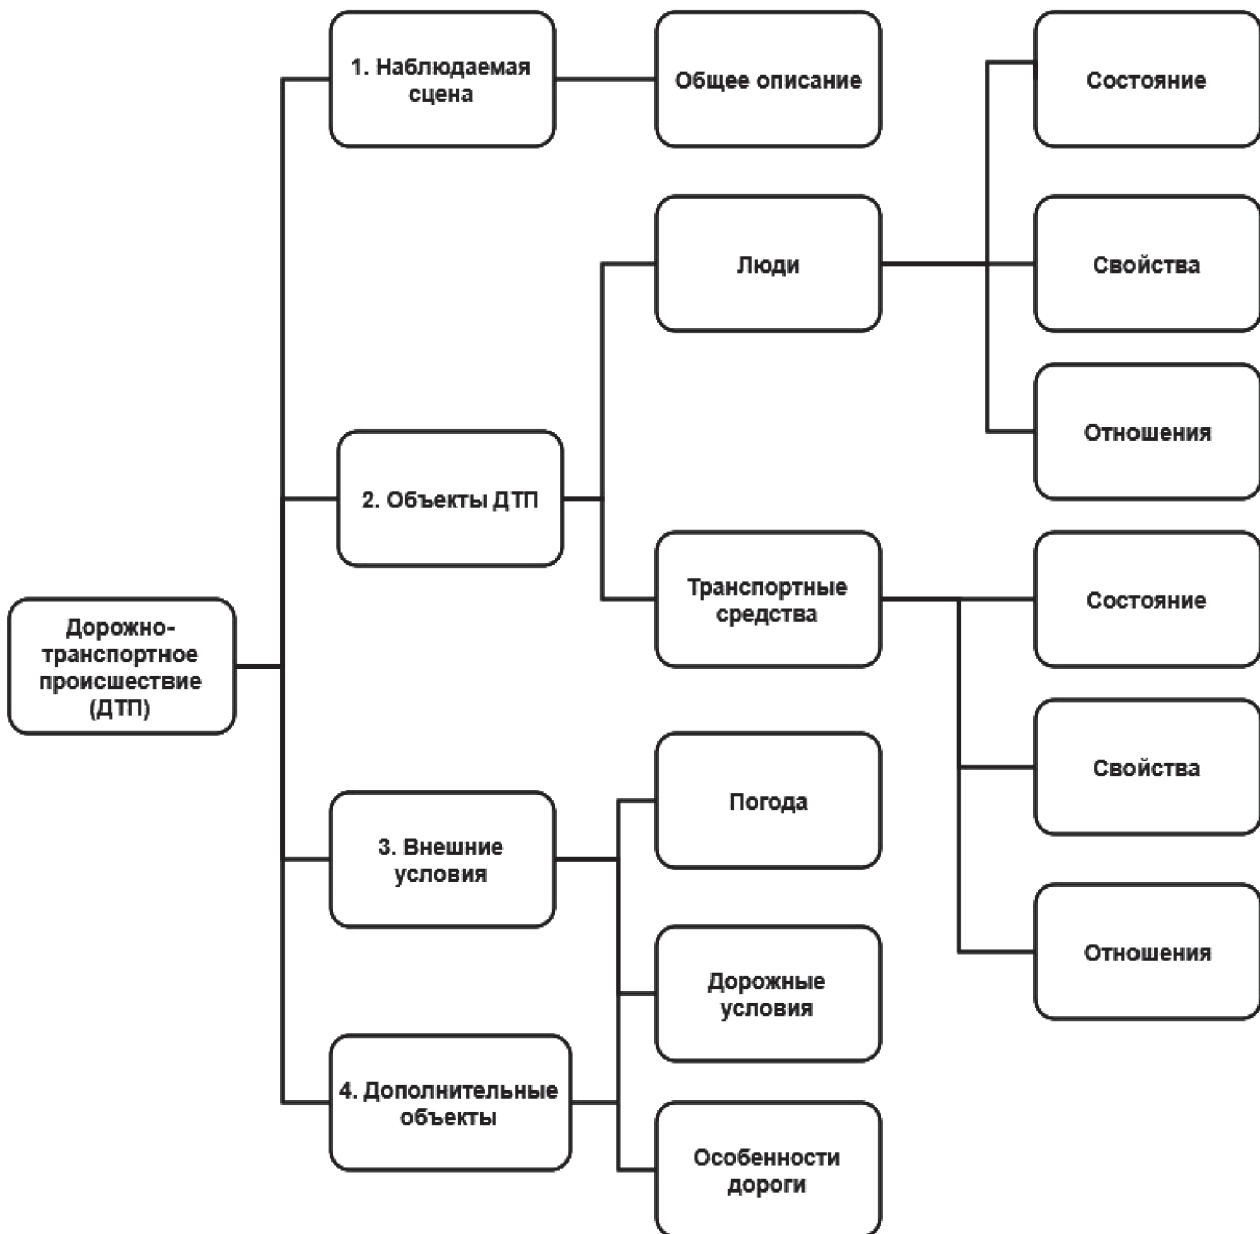 1. Наблюдаемая
сцена
Общее описание
Состояние
Люди
Свойства
Отношения
2. Объекты ДТП
Транспортные
средства
Состояние
Дорожно-
транспортное
происшествие
(ДТП)
Свойства
Погода
3. Внешние
условия
Отношения
Дорожные
условия
4. Дополнительные
объекты
Особенности
дороги